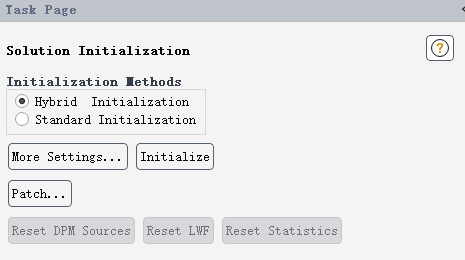 Task Page
Solution Initialization
?
Initialization Methods
Hybrid Initialization
Standard Initialization
More Settings... Initialize
Patch...
Reset DPM Sources Reset LWF Reset Statistics